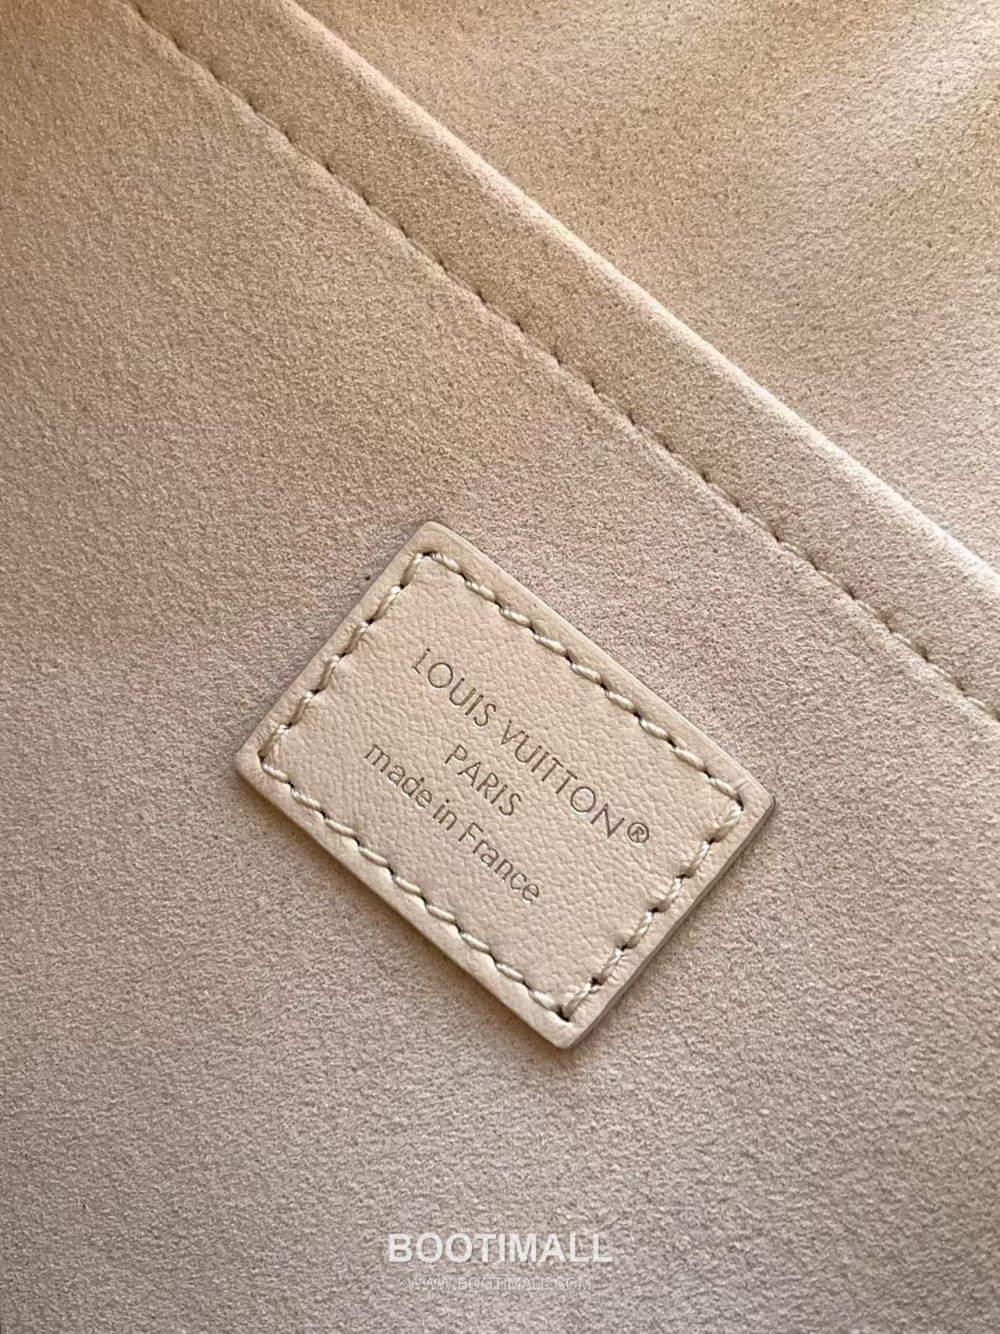 LOUIS VUITTON®
PARIS
made in France
BOOTIMALL
WWW.BOOTIMALL.COM